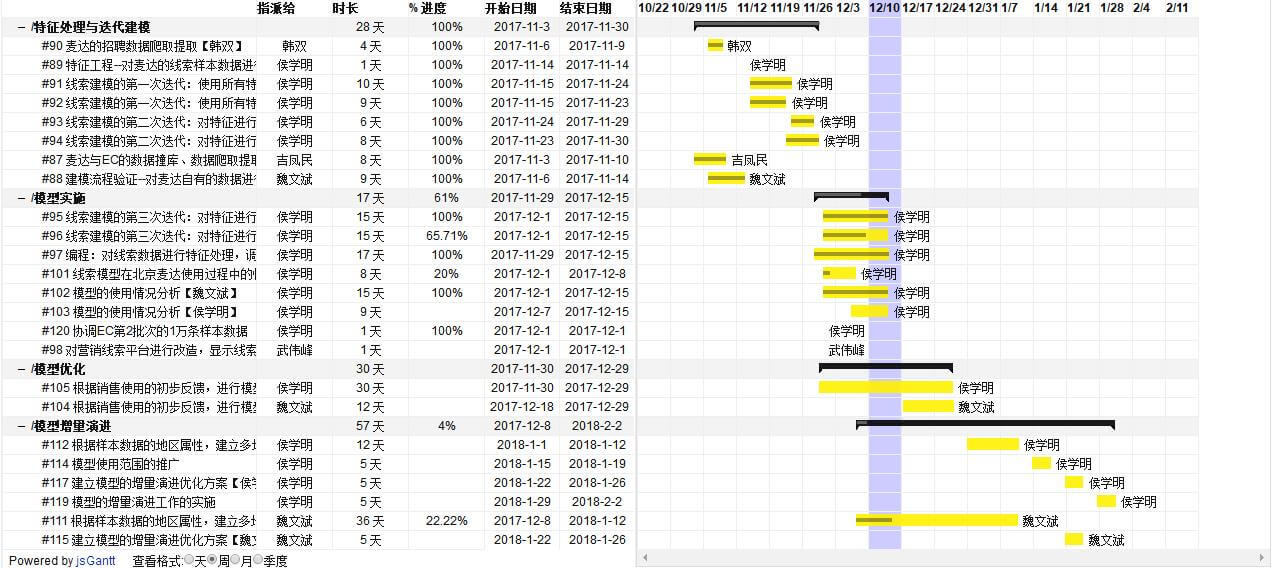 指派给 时长 % 进度 开始日期 结束日期 10/22 10/29 11/5 11/12 11/19 11/26 12/3 12/10 12/17 12/24 12/31 1/7 1/14 1/21 1/28 2/4 2/11
– /特征处理与迭代建模 28 天 100% 2017-11-3 2017-11-30
#90 麦达的招聘数据爬取提取【韩双】 韩双 4 天 100% 2017-11-6 2017-11-9 韩双
#89 特征工程--对麦达的线索样本数据进行 侯学明 1 天 100% 2017-11-14 2017-11-14 侯学明
#91 线索建模的第一次迭代：使用所有特 侯学明 10 天 100% 2017-11-15 2017-11-24 侯学明
#92 线索建模的第一次迭代：使用所有特 侯学明 9 天 100% 2017-11-15 2017-11-23 侯学明
#93 线索建模的第二次迭代：对特征进行 侯学明 6 天 100% 2017-11-24 2017-11-29 侯学明
#94 线索建模的第二次迭代：对特征进行 侯学明 8 天 100% 2017-11-23 2017-11-30 侯学明
#87 麦达与EC的数据撞库、数据爬取提取 吉凤民 8 天 100% 2017-11-3 2017-11-10 吉凤民
#88 建模流程验证--对麦达自有的数据进行 魏文斌 9 天 100% 2017-11-6 2017-11-14 魏文斌
– /模型实施 17 天 61% 2017-11-29 2017-12-15
#95 线索建模的第三次迭代：对特征进行 侯学明 15 天 100% 2017-12-1 2017-12-15 侯学明
#96 线索建模的第三次迭代：对特征进行 侯学明 15 天 65.71% 2017-12-1 2017-12-15 侯学明
#97 编程：对线索数据进行特征处理，调 侯学明 17 天 100% 2017-11-29 2017-12-15 侯学明
#101 线索模型在北京麦达使用过程中的 侯学明 8 天 20% 2017-12-1 2017-12-8 侯学明
#102 模型的使用情况分析【魏文斌】 侯学明 15 天 100% 2017-12-1 2017-12-15 侯学明
#103 模型的使用情况分析【侯学明】 侯学明 9 天 2017-12-7 2017-12-15 侯学明
#120 协调EC第2批次的1万条样本数据 侯学明 1 天 100% 2017-12-1 2017-12-1 侯学明
#98 对营销线索平台进行改造，显示线索 武伟峰 1 天 2017-12-1 2017-12-1 武伟峰
– /模型优化 30 天 2017-11-30 2017-12-29
#105 根据销售使用的初步反馈，进行模型 侯学明 30 天 2017-11-30 2017-12-29 侯学明
#104 根据销售使用的初步反馈，进行模型 魏文斌 12 天 2017-12-18 2017-12-29 魏文斌
– /模型增量演进 57 天 4% 2017-12-8 2018-2-2
#112 根据样本数据的地区属性，建立多 侯学明 12 天 2018-1-1 2018-1-12 侯学明
#114 模型使用范围的推广 侯学明 5 天 2018-1-15 2018-1-19 侯学明
#117 建立模型的增量演进优化方案【侯学 侯学明 5 天 2018-1-22 2018-1-26 侯学明
#119 模型的增量演进工作的实施 侯学明 5 天 2018-1-29 2018-2-2 侯学明
#111 根据样本数据的地区属性，建立多 魏文斌 36 天 22.22% 2017-12-8 2018-1-12 魏文斌
#115 建立模型的增量演进优化方案【魏文 魏文斌 5 天 2018-1-22 2018-1-26 魏文斌
Powered by jsGantt 查看格式: 天 周 月 季度